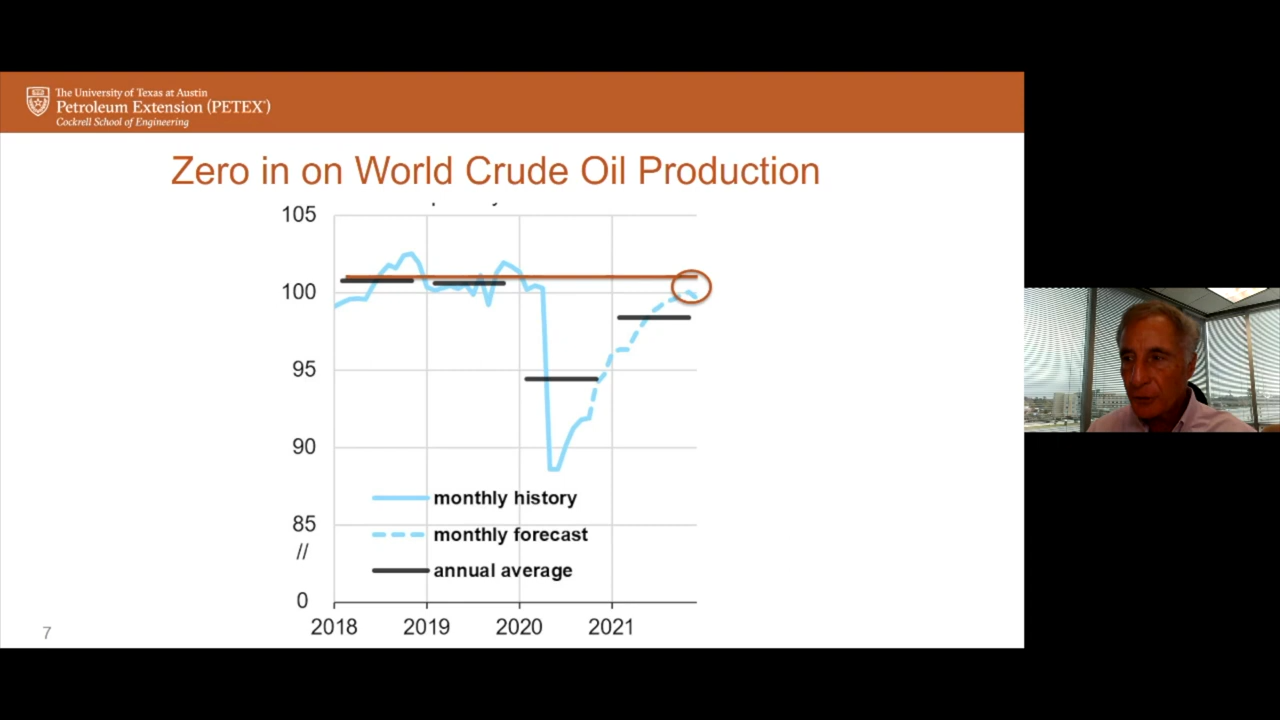 The University of Texas at Austin
Petroleum Extension (PETEX®)
Cockrell School of Engineering
Zero in on World Crude Oil Production
105
100
95
90
85
//
0
monthly history
monthly forecast
annual average
2018 2019 2020 2021
7